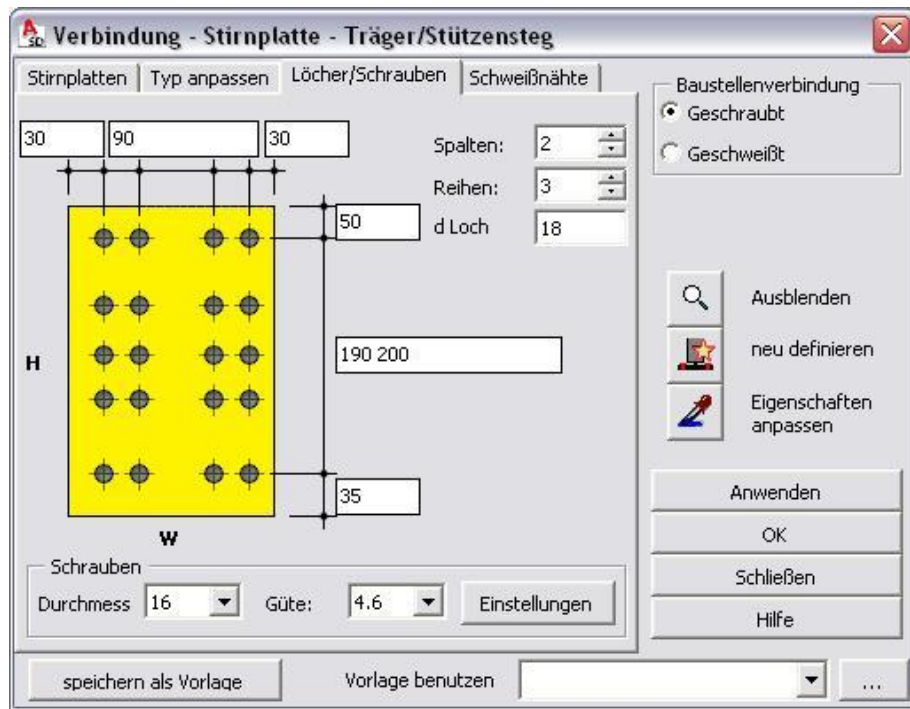 Verbindung - Stirnplatte - Träger/Stützensteg
Stirnplatten Typ anpassen Löcher/Schrauben Schweißnähte
30 90 30
Spalten: 2
Reihen: 3
d Loch 18
50
190 200
35
H
W
Schrauben
Durchmess 16 Güte: 4.6 Einstellungen
Baustellenverbindung
Geschraubt
Geschweißt
Ausblenden
neu definieren
Eigenschaften
anpassen
Anwenden
OK
Schließen
Hilfe
speichern als Vorlage Vorlage benutzen ...